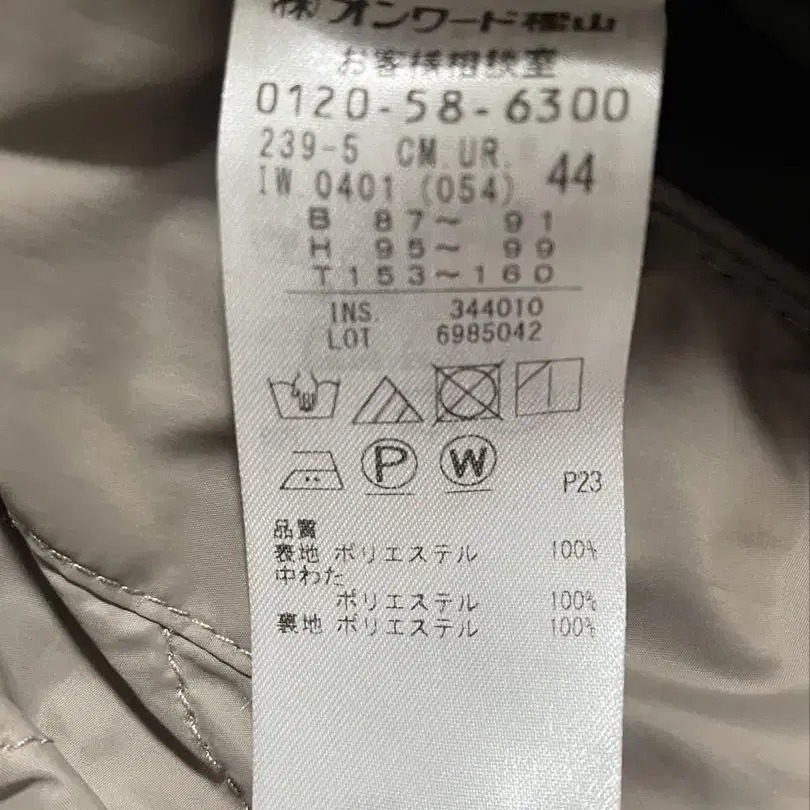 ㈱オンワード樫山
お客様相談室
0120-58-6300
239-5 CM.UR. 44
IW 0401 (054)
B 87~ 91
H 95~ 99
T 153~160
INS. 344010
LOT 6985042
P W P23
品質
表地 ポリエステル 100%
中わた
ポリエステル 100%
裏地 ポリエステル 100%